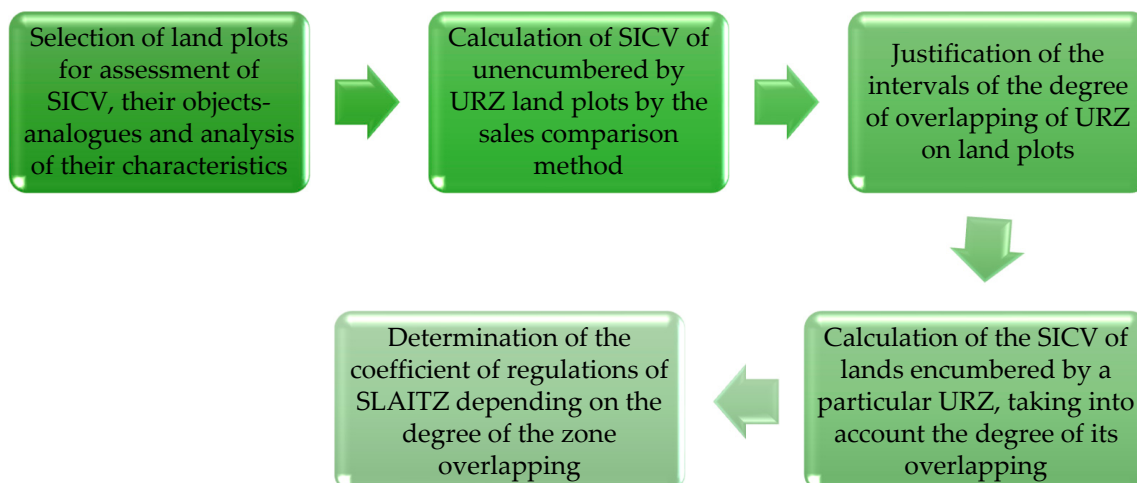 Selection of land plots
for assessment of
SICV, their objects-
analogues and analysis
of their characteristics
Calculation of SICV of
unencumbered by
URZ land plots by the
sales comparison
method
Justification of the
intervals of the degree
of overlapping of URZ
on land plots
Calculation of the SICV of
lands encumbered by a
particular URZ, taking into
account the degree of its
overlapping
Determination of the
coefficient of regulations of
SLAITZ depending on the
degree of the zone
overlapping